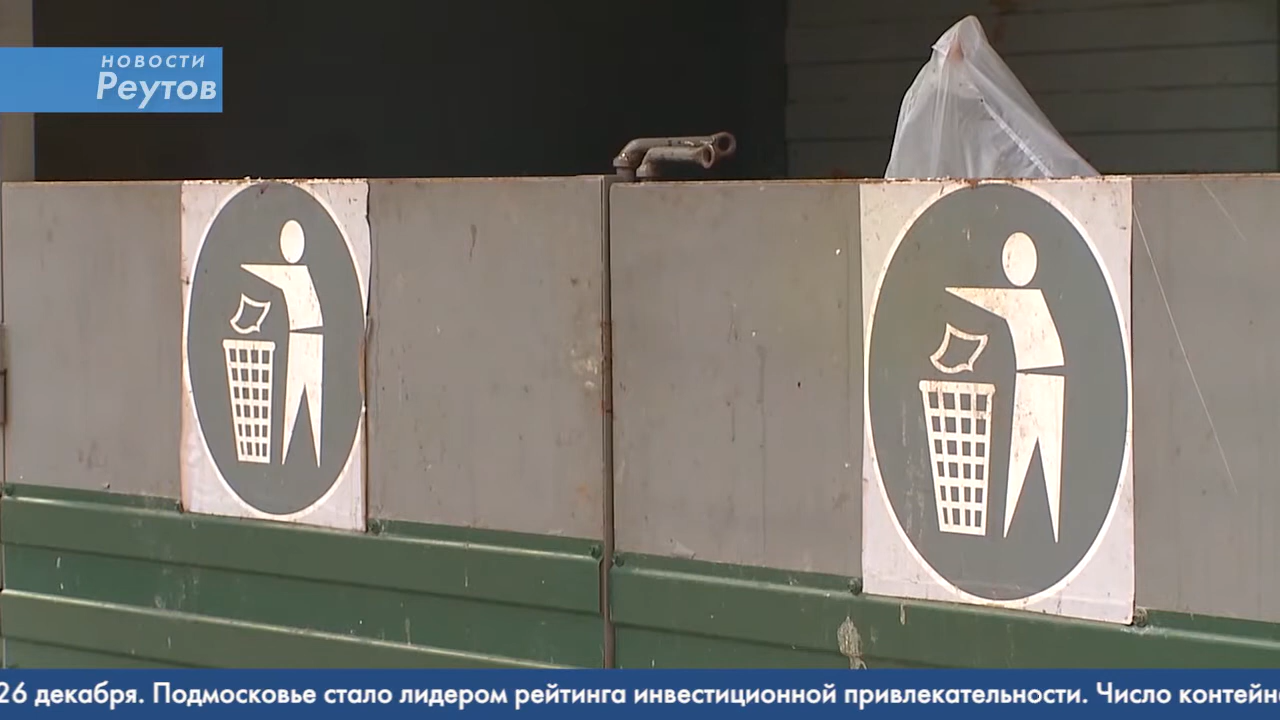 НОВОСТИ
Реутов
26 декабря. Подмосковье стало лидером рейтинга инвестиционной привлекательности. Число